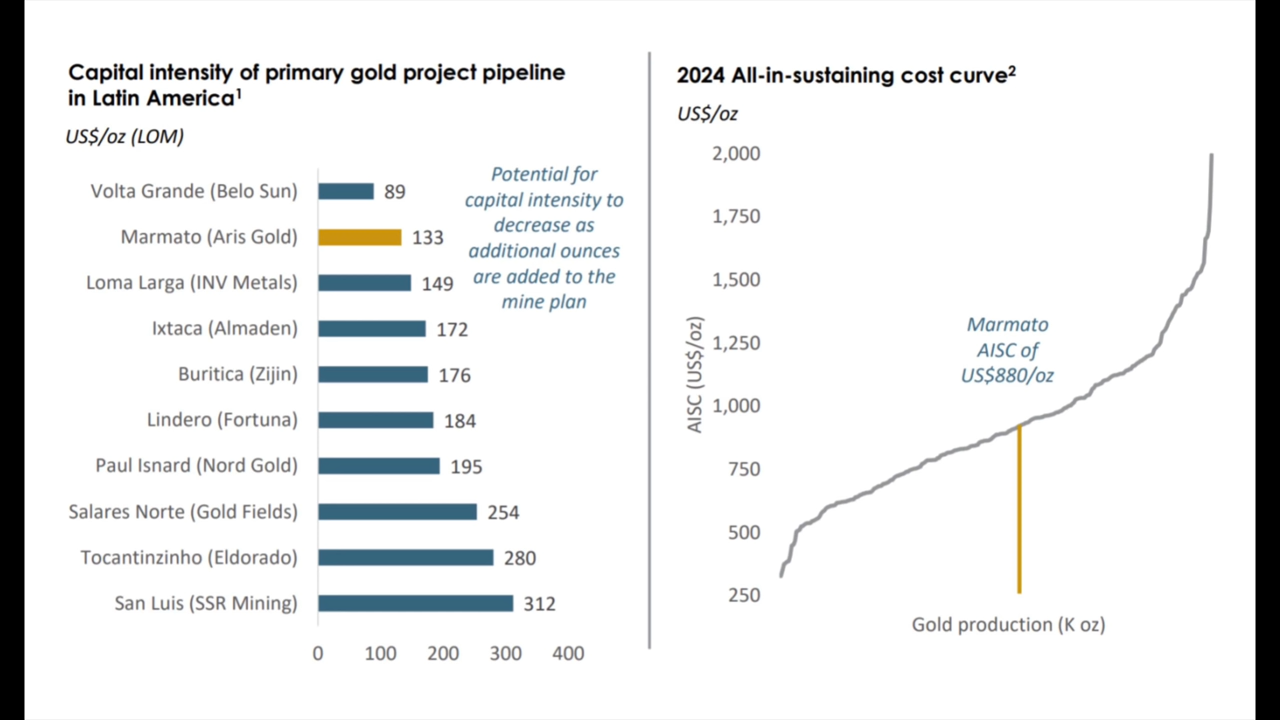 Capital intensity of primary gold project pipeline
in Latin America¹
US$/oz (LOM)
Volta Grande (Belo Sun)
89
Marmato (Aris Gold)
133
Loma Larga (INV Metals)
149
Ixtaca (Almaden)
172
Buritica (Zijin)
176
Lindero (Fortuna)
184
Paul Isnard (Nord Gold)
195
Salares Norte (Gold Fields)
254
Tocantinzinho (Eldorado)
280
San Luis (SSR Mining)
312
0 100 200 300 400
Potential for
capital intensity to
decrease as
additional ounces
are added to the
mine plan
2024 All-in-sustaining cost curve²
US$/oz
AISC (US$/oz)
2,000
1,750
1,500
1,250
1,000
750
500
250
Marmato
AISC of
US$880/oz
Gold production (K oz)